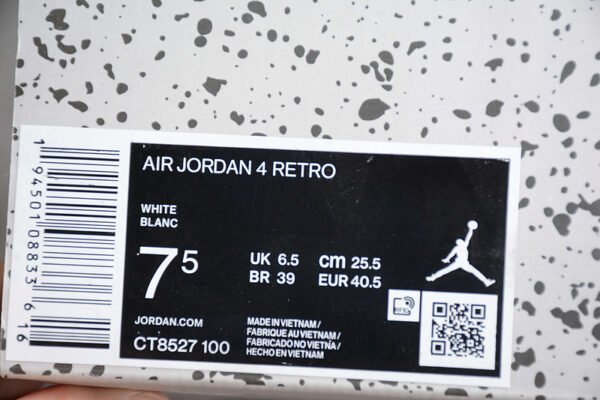 AIR JORDAN 4 RETRO
WHITE
BLANC
7 5
UK 6.5 cm 25.5
BR 39 EUR 40.5
JORDAN.COM
CT8527 100
MADE IN VIETNAM/
FABRIQUE AU VIETNAM/
FABRICADO NO VIETNÃ/
HECHO EN VIETNAM
1 94501 08833 6 16